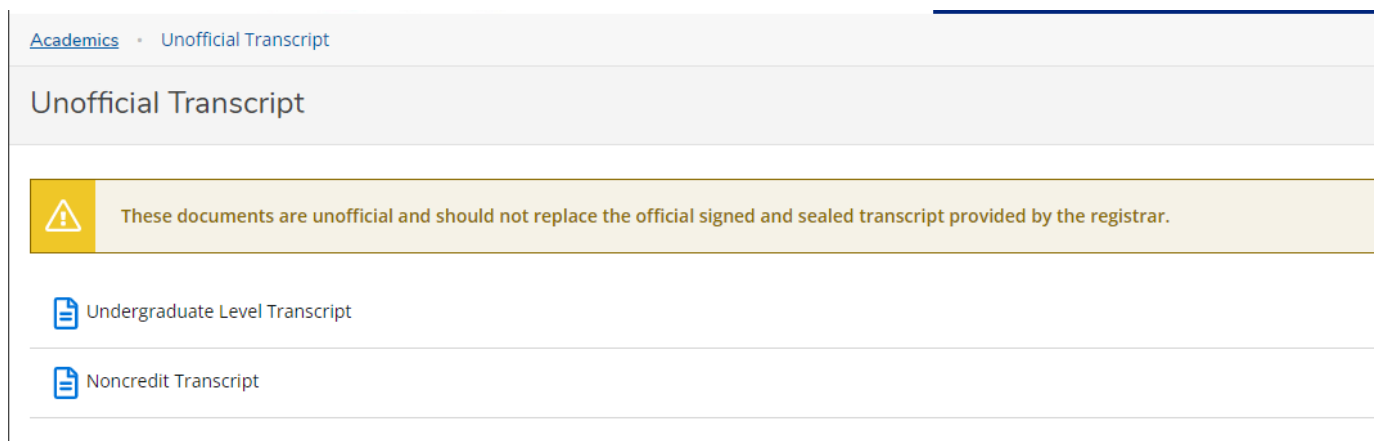 Academics • Unofficial Transcript
Unofficial Transcript
These documents are unofficial and should not replace the official signed and sealed transcript provided by the registrar.
Undergraduate Level Transcript
Noncredit Transcript